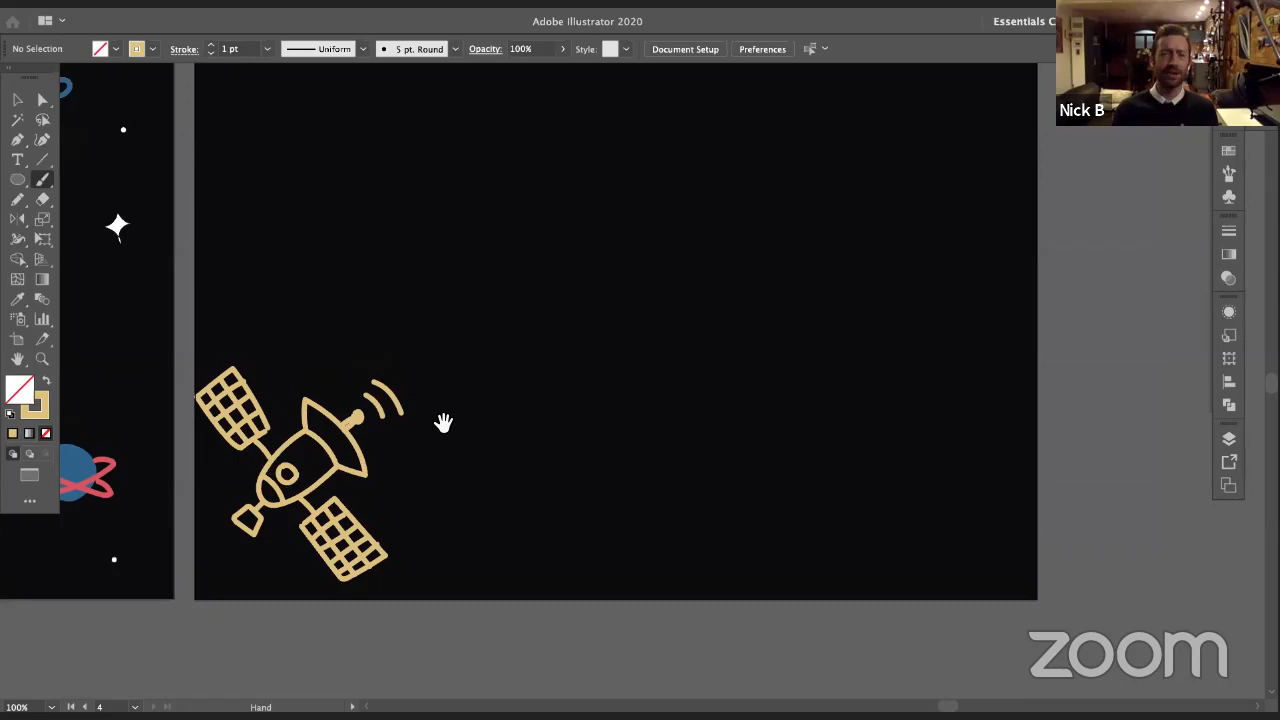 Adobe Illustrator 2020
Essentials C
No Selection
Stroke:
1 pt
Uniform
5 pt. Round
Opacity:
100%
Style:
Document Setup
Preferences
Nick B
zoom
100%
4
Hand